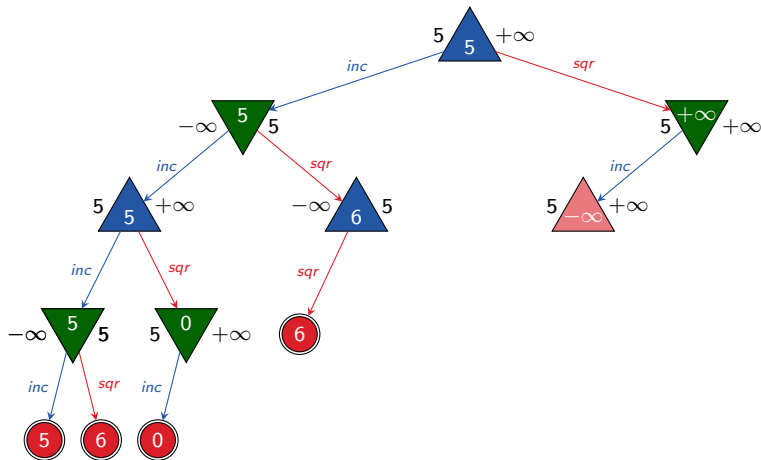 5 5 +∞
inc sqr
5 +∞
−∞ 5 5 +∞
inc sqr inc
5 5 +∞ −∞ 6 5 5 −∞ +∞
inc sqr sqr
5 0 6
−∞ 5 5 +∞
inc sqr inc
5 6 0